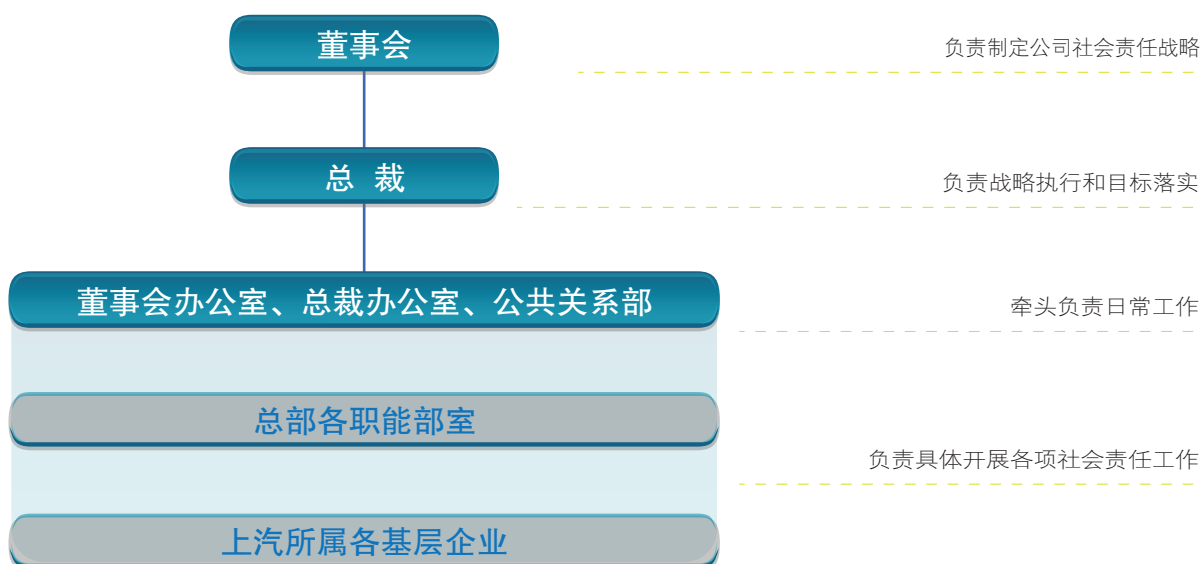 董事会
负责制定公司社会责任战略
总 裁
负责战略执行和目标落实
董事会办公室、总裁办公室、公共关系部
牵头负责日常工作
总部各职能部室
负责具体开展各项社会责任工作
上汽所属各基层企业